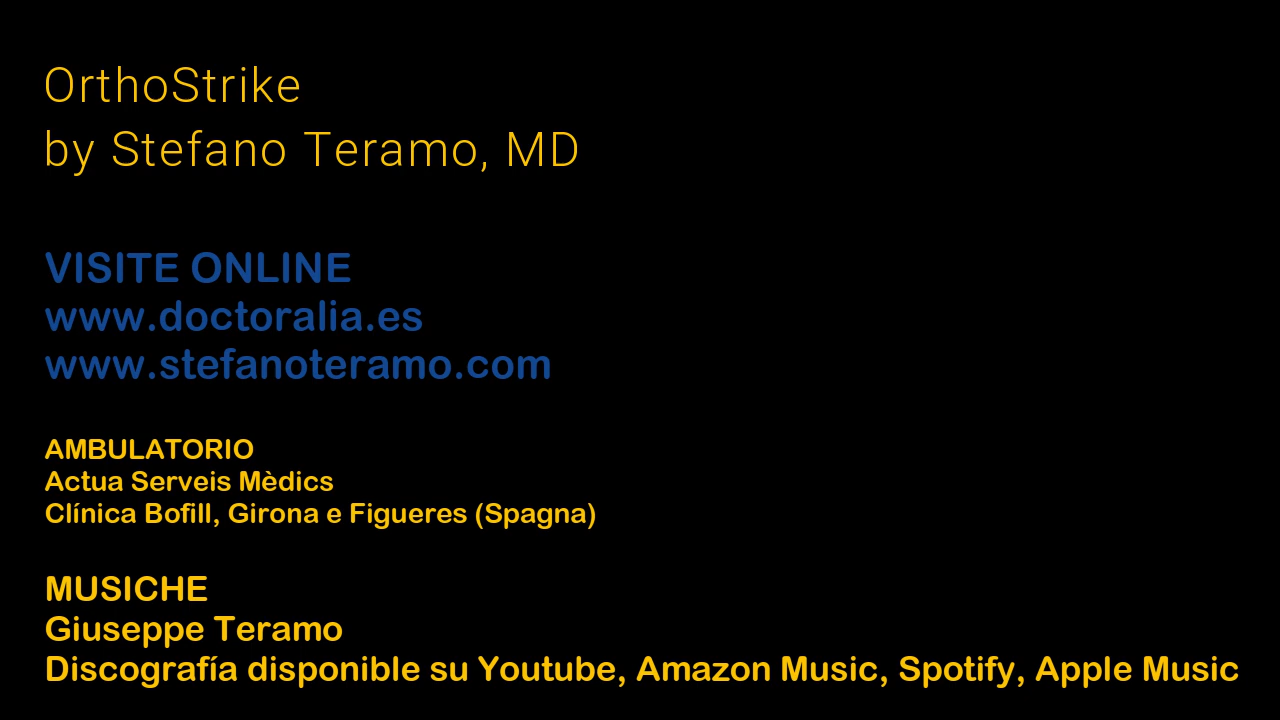 OrthoStrike
by Stefano Teramo, MD
VISITE ONLINE
www.doctoralia.es
www.stefanoteramo.com
AMBULATORIO
Actua Serveis Mèdics
Clínica Bofill, Girona e Figueres (Spagna)
MUSICHE
Giuseppe Teramo
Discografía disponible su Youtube, Amazon Music, Spotify, Apple Music